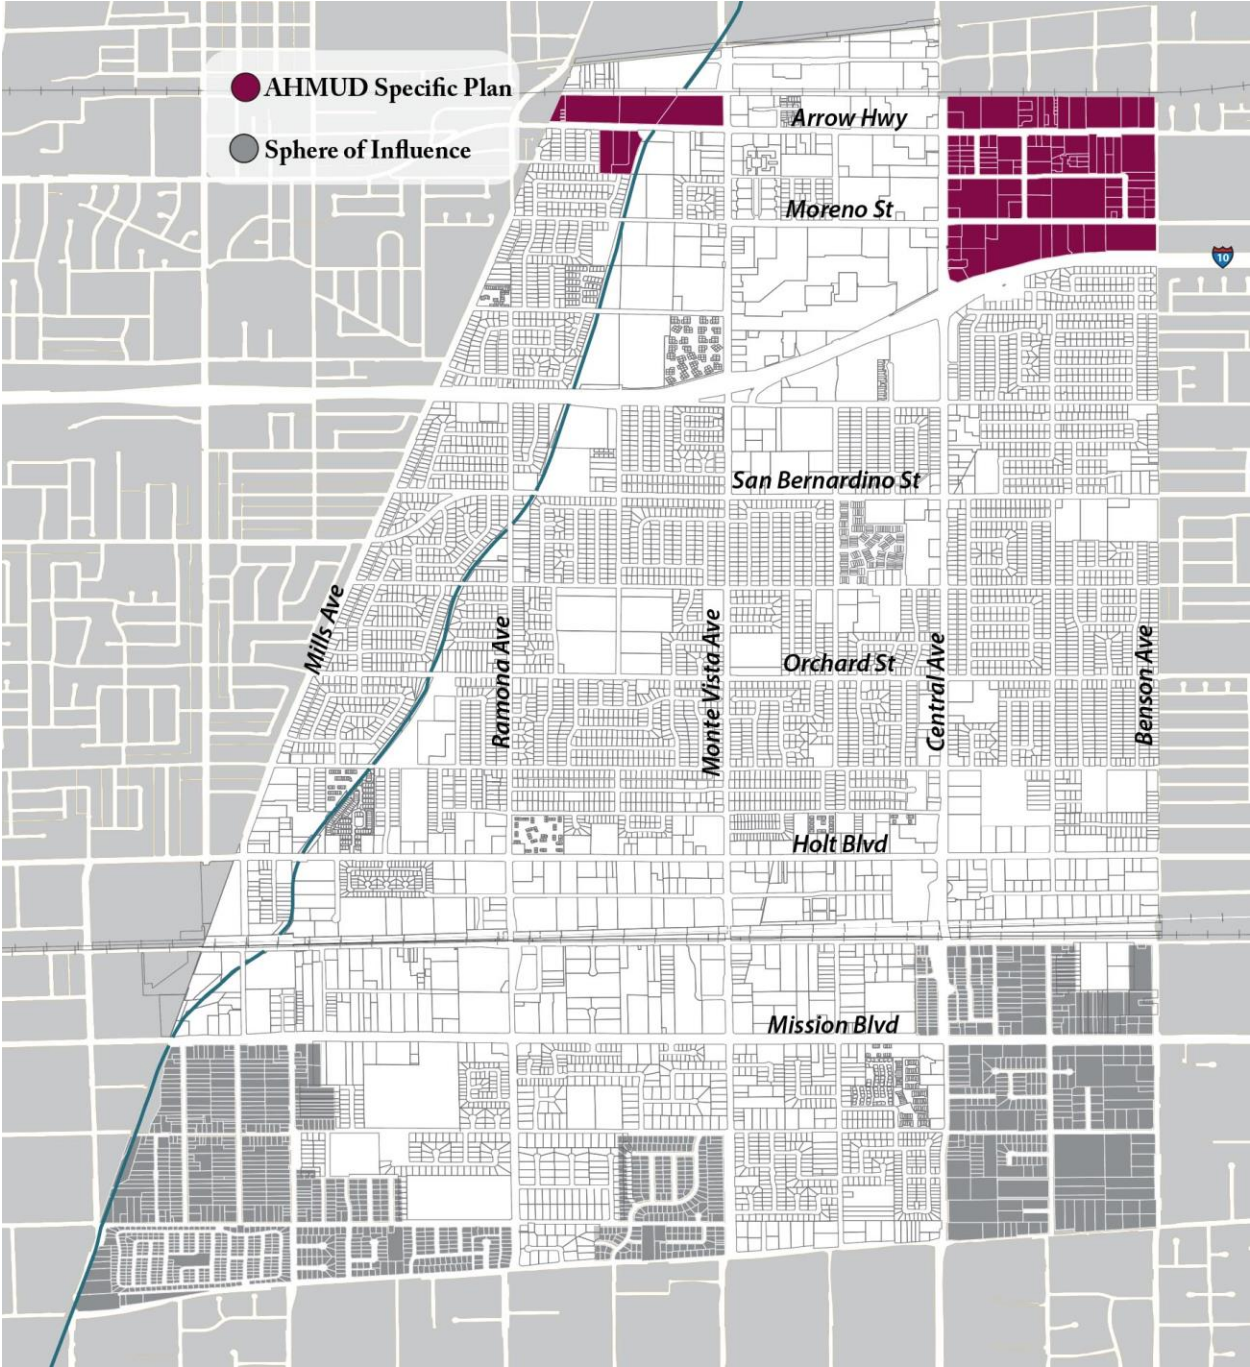 AHMUD Specific Plan
Sphere of Influence
Arrow Hwy
Moreno St
10
San Bernardino St
Mills Ave
Ramona Ave
Monte Vista Ave
Orchard St
Central Ave
Benson Ave
Holt Blvd
Mission Blvd